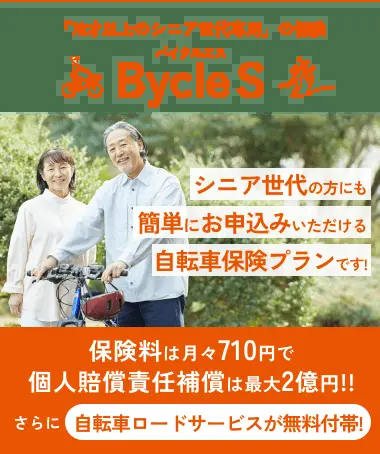 以上のシニア世代専用」の保険
バイクルエス
BycleS
シニア世代の方にも
簡単にお申込みいただける
自転車保険プランです!
保険料は月々710円で
個人賠償責任補償は最大2億円!!
さらに 自転車ロードサービスが無料付帯!